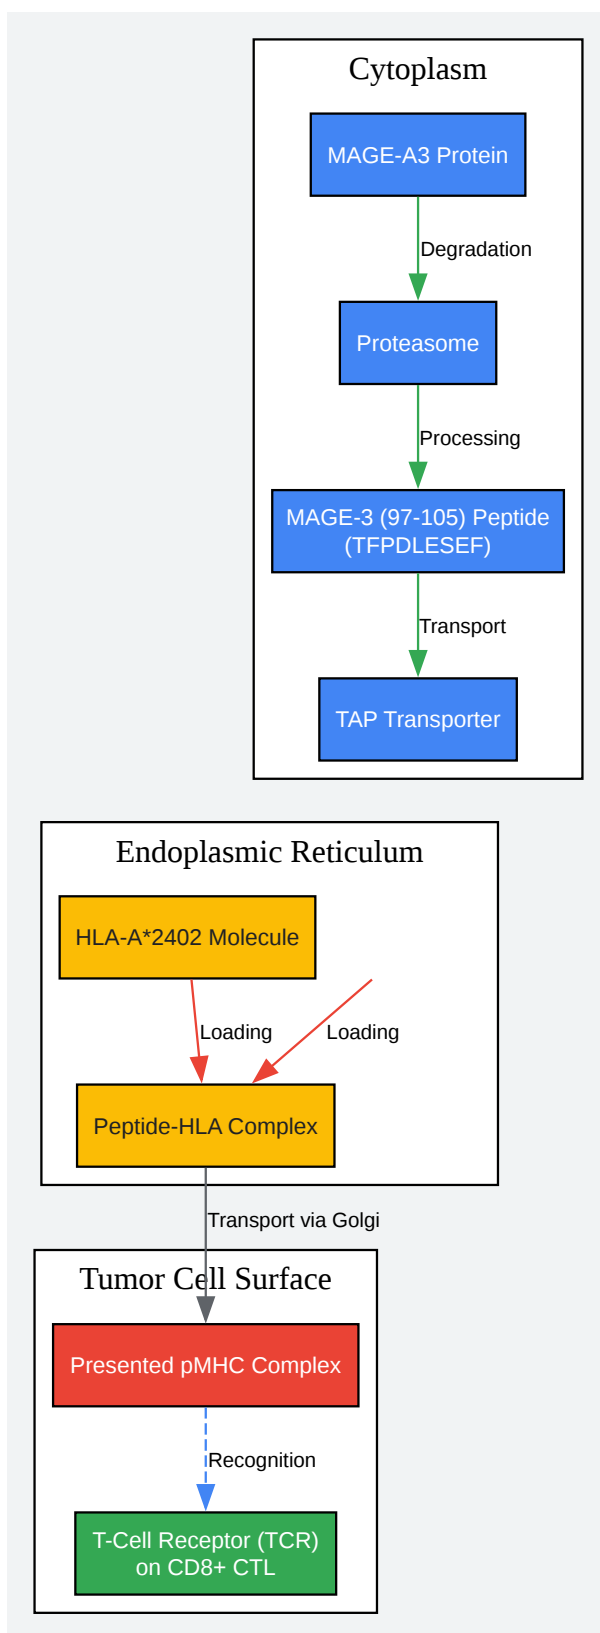 Cytoplasm
MAGE-A3 Protein
Degradation
Proteasome
Processing
MAGE-3 (97-105) Peptide
(TFPDLESEF)
Transport
TAP Transporter
Endoplasmic Reticulum
HLA-A*2402 Molecule
Loading
Loading
Peptide-HLA Complex
Transport via Golgi
Tumor Cell Surface
Presented pMHC Complex
Recognition
T-Cell Receptor (TCR)
on CD8+ CTL